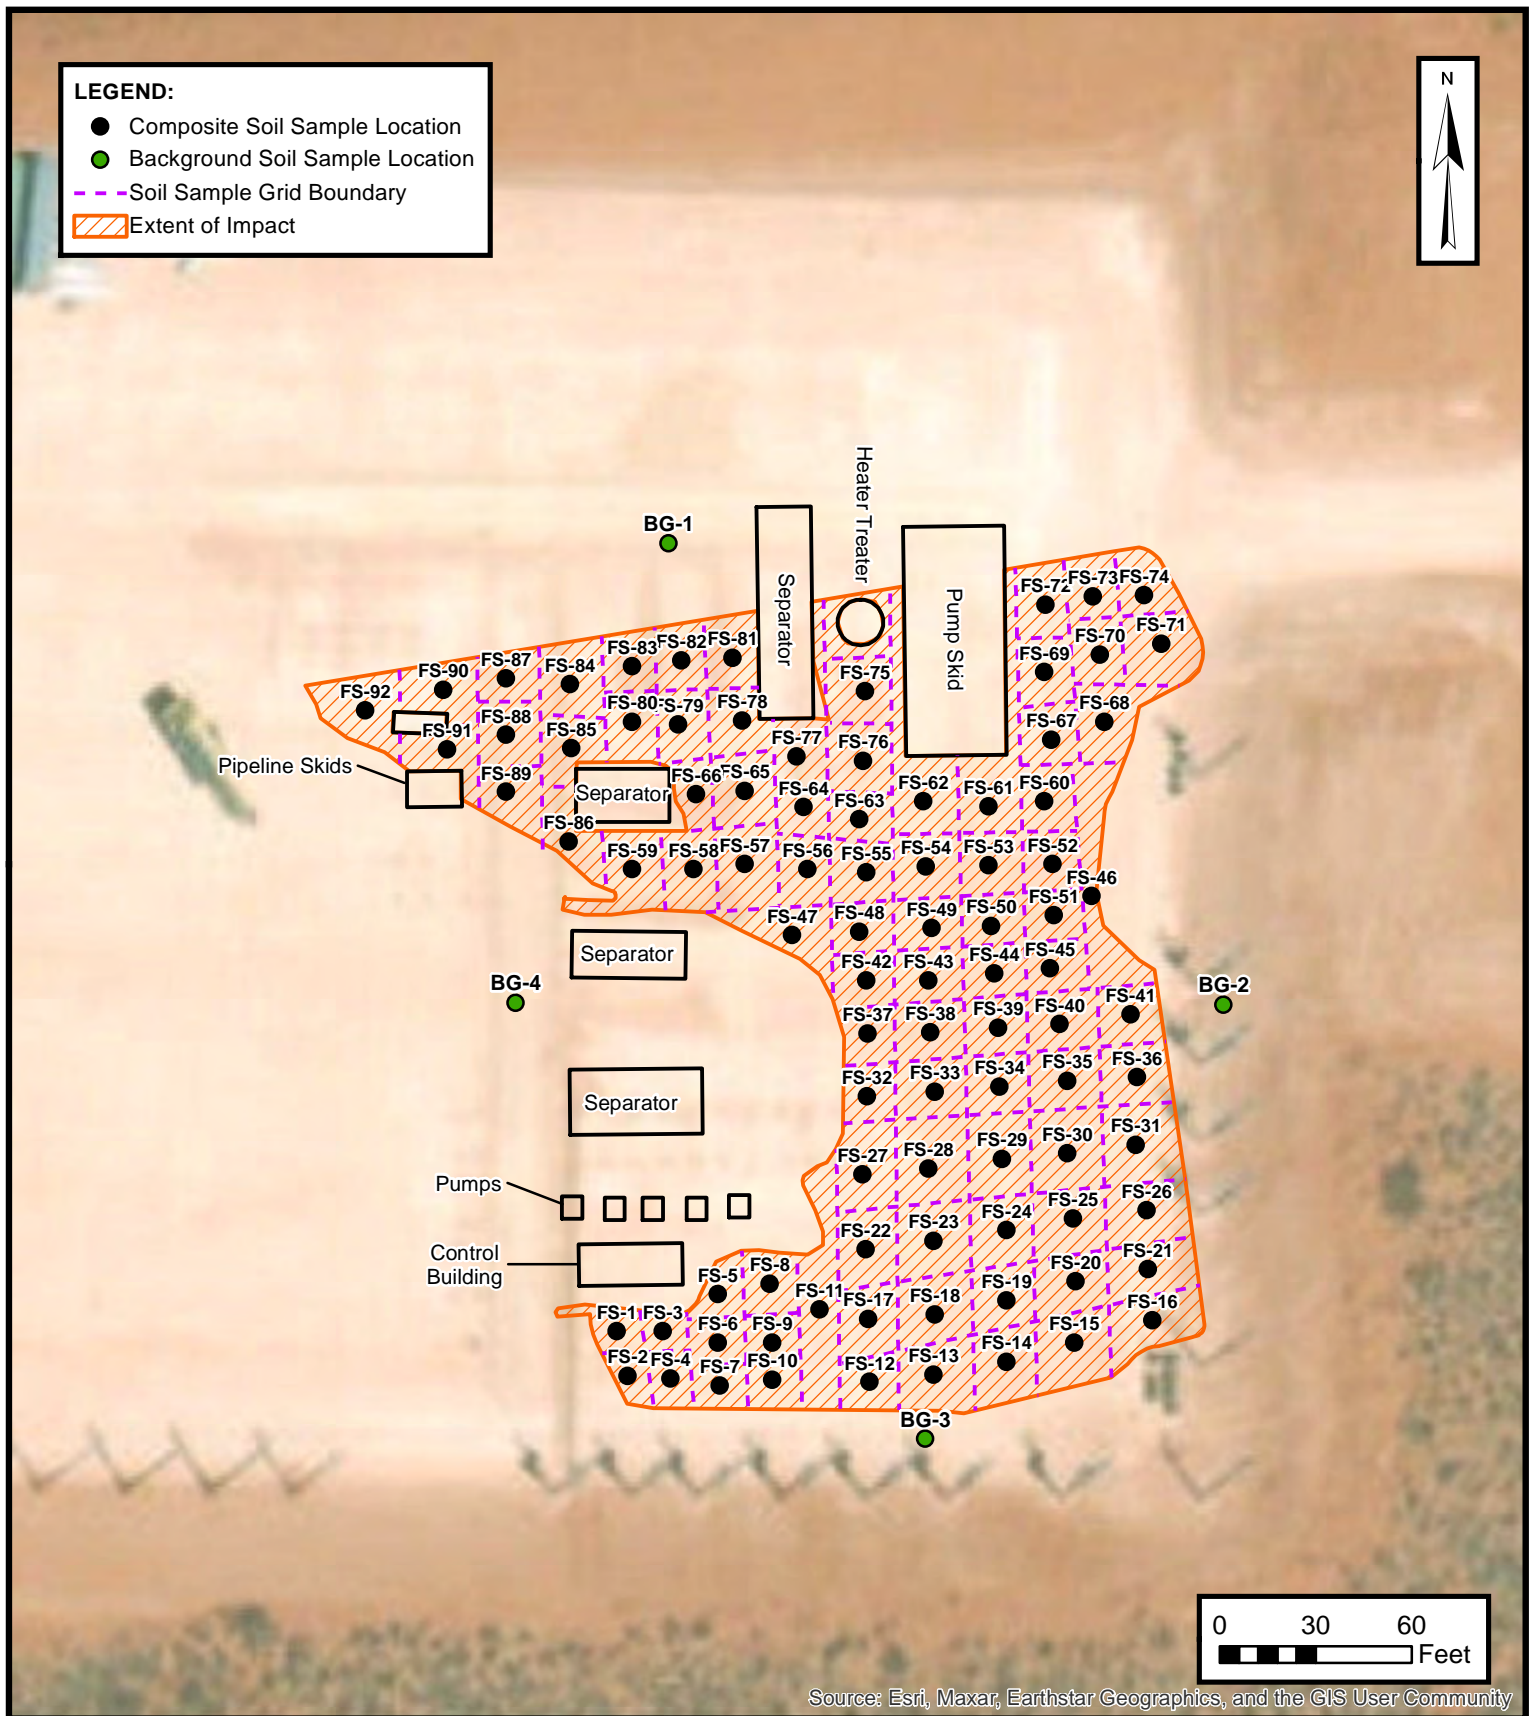 LEGEND:
Composite Soil Sample Location
Background Soil Sample Location
Soil Sample Grid Boundary
Extent of Impact
N
Heater Treater
BG-1
Separator
Pump Skid
FS-72
FS-73
FS-74
FS-71
FS-70
FS-69
FS-83
FS-82
FS-81
FS-90
FS-87
FS-84
FS-75
FS-92
FS-80
FS-79
FS-78
FS-68
FS-91
FS-88
FS-85
FS-77
FS-76
FS-67
Pipeline Skids
FS-89
Separator
FS-66
FS-65
FS-64
FS-63
FS-62
FS-61
FS-60
FS-86
FS-59
FS-58
FS-57
FS-56
FS-55
FS-54
FS-53
FS-52
FS-46
FS-47
FS-48
FS-49
FS-50
FS-51
Separator
FS-42
FS-43
FS-44
FS-45
BG-4
BG-2
FS-37
FS-38
FS-39
FS-40
FS-41
FS-32
FS-33
FS-34
FS-35
FS-36
Separator
FS-27
FS-28
FS-29
FS-30
FS-31
Pumps
FS-22
FS-23
FS-24
FS-25
FS-26
Control
Building
FS-5
FS-8
FS-20
FS-21
FS-1
FS-3
FS-11
FS-17
FS-18
FS-19
FS-16
FS-6
FS-9
FS-15
FS-2
FS-4
FS-7
FS-10
FS-12
FS-13
FS-14
BG-3
0 30 60
Feet
Source: Esri, Maxar, Earthstar Geographics, and the GIS User Community